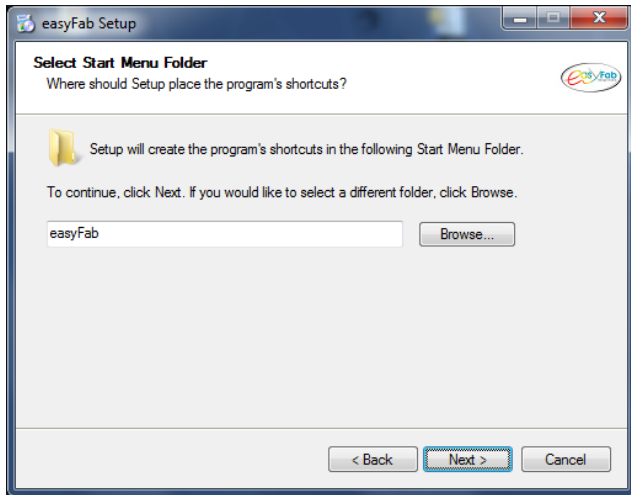 easyFab Setup
Select Start Menu Folder
Where should Setup place the program's shortcuts?
easyFab
Setup will create the program's shortcuts in the following Start Menu Folder.
To continue, click Next. If you would like to select a different folder, click Browse.
easyFab
Browse...
< Back
Next >
Cancel